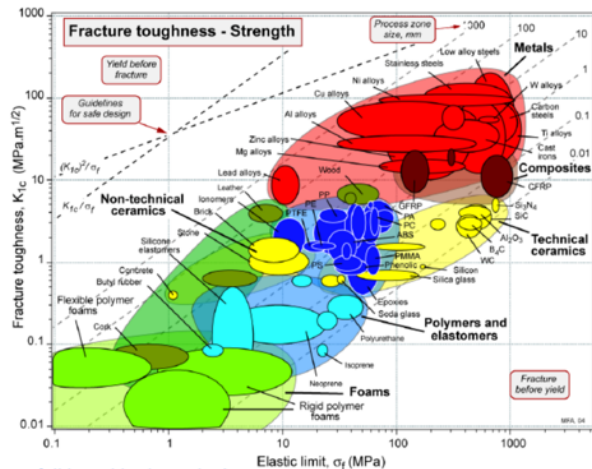 Fracture toughness - Strength
Process zone
size, mm
1000
100
10
1
0.1
0.01
Yield before
fracture
Guidelines
for safe design
(K1c)²/σf
K1c/σf
Metals
Low alloy steels
Stainless steels
Ni alloys
Cu alloys
Al alloys
Zinc alloys
Mg alloys
Lead alloys
W alloys
Carbon
steels
Ti alloys
Cast
irons
Composites
CFRP
GFRP
Wood
Leather
Ionomers
Non-technical
ceramics
Brick
Stone
PTFE
PE
PP
PA
PC
ABS
PS
PMMA
Phenolic
Si3N4
SiC
Al2O3
B4C
WC
Technical
ceramics
Silicon
Silica glass
Soda glass
Epoxies
Silicone
elastomers
Concrete
Butyl rubber
Flexible polymer
foams
Cork
Polymers and
elastomers
Polyurethane
Isoprene
Neoprene
Foams
Rigid polymer
foams
Fracture
before yield
MFA, 04
Fracture toughness, K1c (MPa.m1/2)
1000
100
10
1
0.1
0.01
0.1
1
10
100
1000
Elastic limit, σf (MPa)